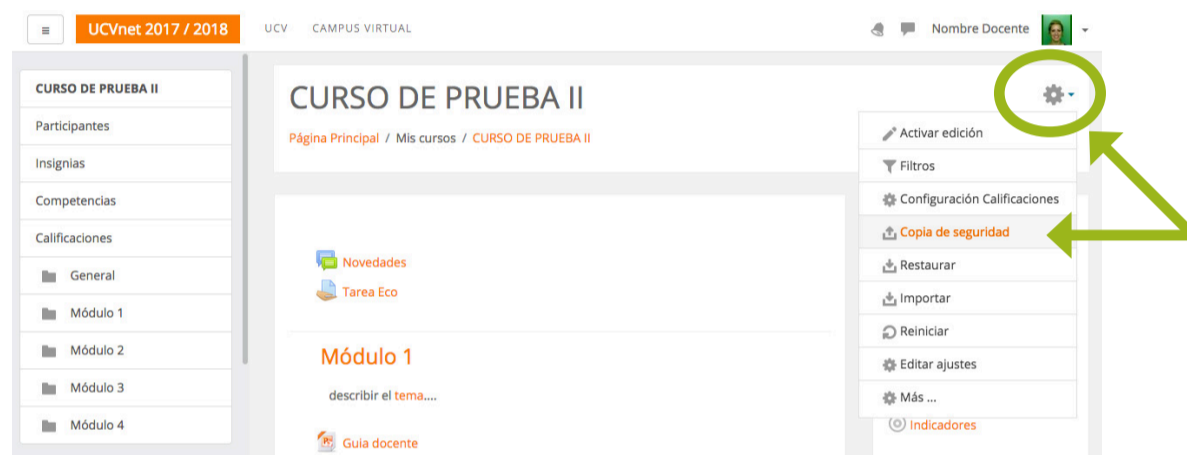 UCVnet 2017 / 2018
UCV CAMPUS VIRTUAL
Nombre Docente
CURSO DE PRUEBA II
Participantes
Insignias
Competencias
Calificaciones
General
Módulo 1
Módulo 2
Módulo 3
Módulo 4
CURSO DE PRUEBA II
Página Principal / Mis cursos / CURSO DE PRUEBA II
Novedades
Tarea Eco
Módulo 1
describir el tema....
Guia docente
Activar edición
Filtros
Configuración Calificaciones
Copia de seguridad
Restaurar
Importar
Reiniciar
Editar ajustes
Más ...
Indicadores